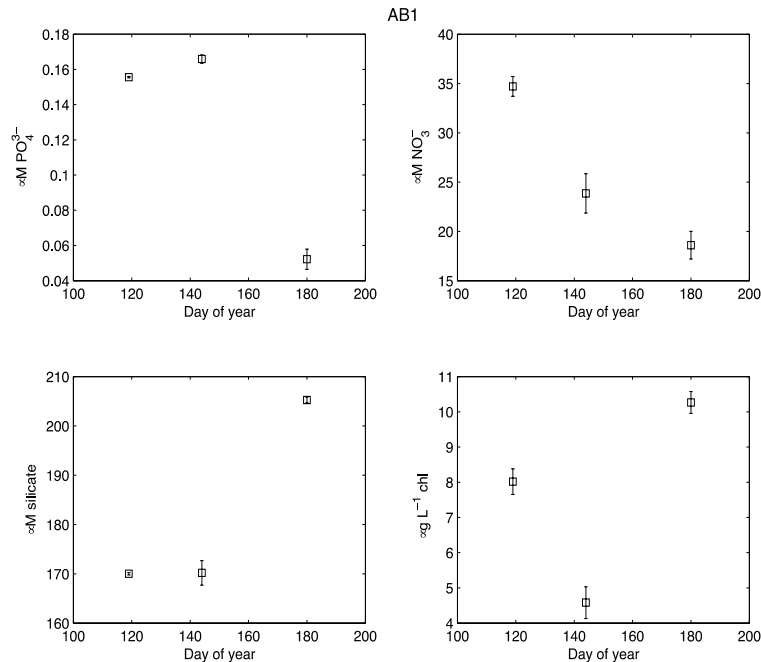 AB1
0.18
0.16
0.14
0.12
0.1
0.08
0.06
0.04
∝M PO₄³⁻
100 120 140 160 180 200
Day of year
40
35
30
25
20
15
∝M NO₃⁻
100 120 140 160 180 200
Day of year
210
200
190
180
170
160
∝M silicate
100 120 140 160 180 200
Day of year
11
10
9
8
7
6
5
4
∝g L⁻¹ chl
100 120 140 160 180 200
Day of year